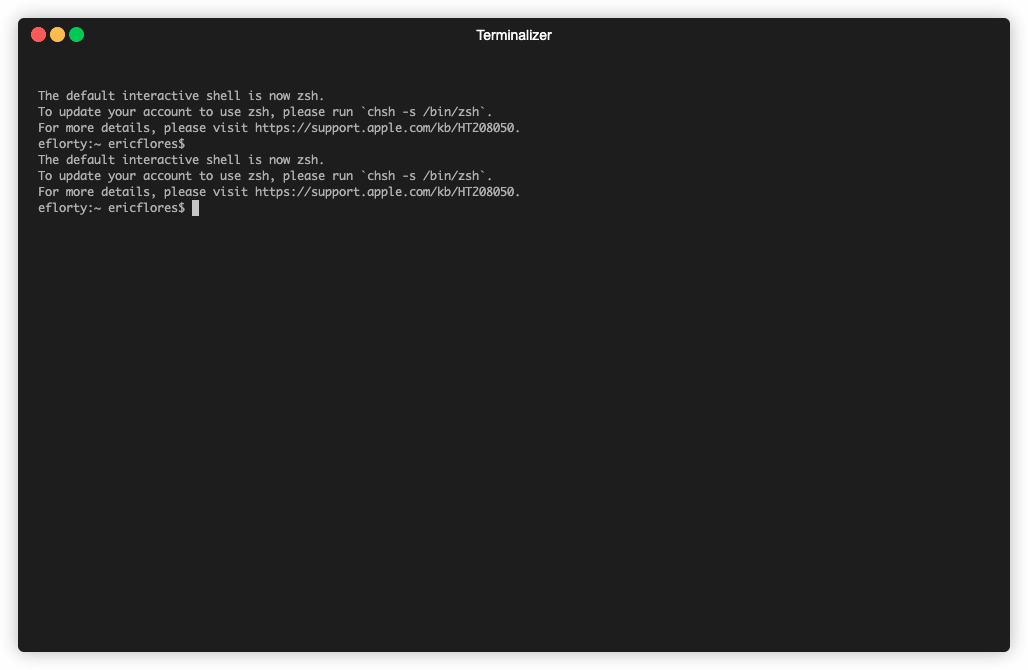 Terminalizer
The default interactive shell is now zsh.
To update your account to use zsh, please run `chsh -s /bin/zsh`.
For more details, please visit https://support.apple.com/kb/HT208050.
eflorty:~ ericflores$
The default interactive shell is now zsh.
To update your account to use zsh, please run `chsh -s /bin/zsh`.
For more details, please visit https://support.apple.com/kb/HT208050.
eflorty:~ ericflores$